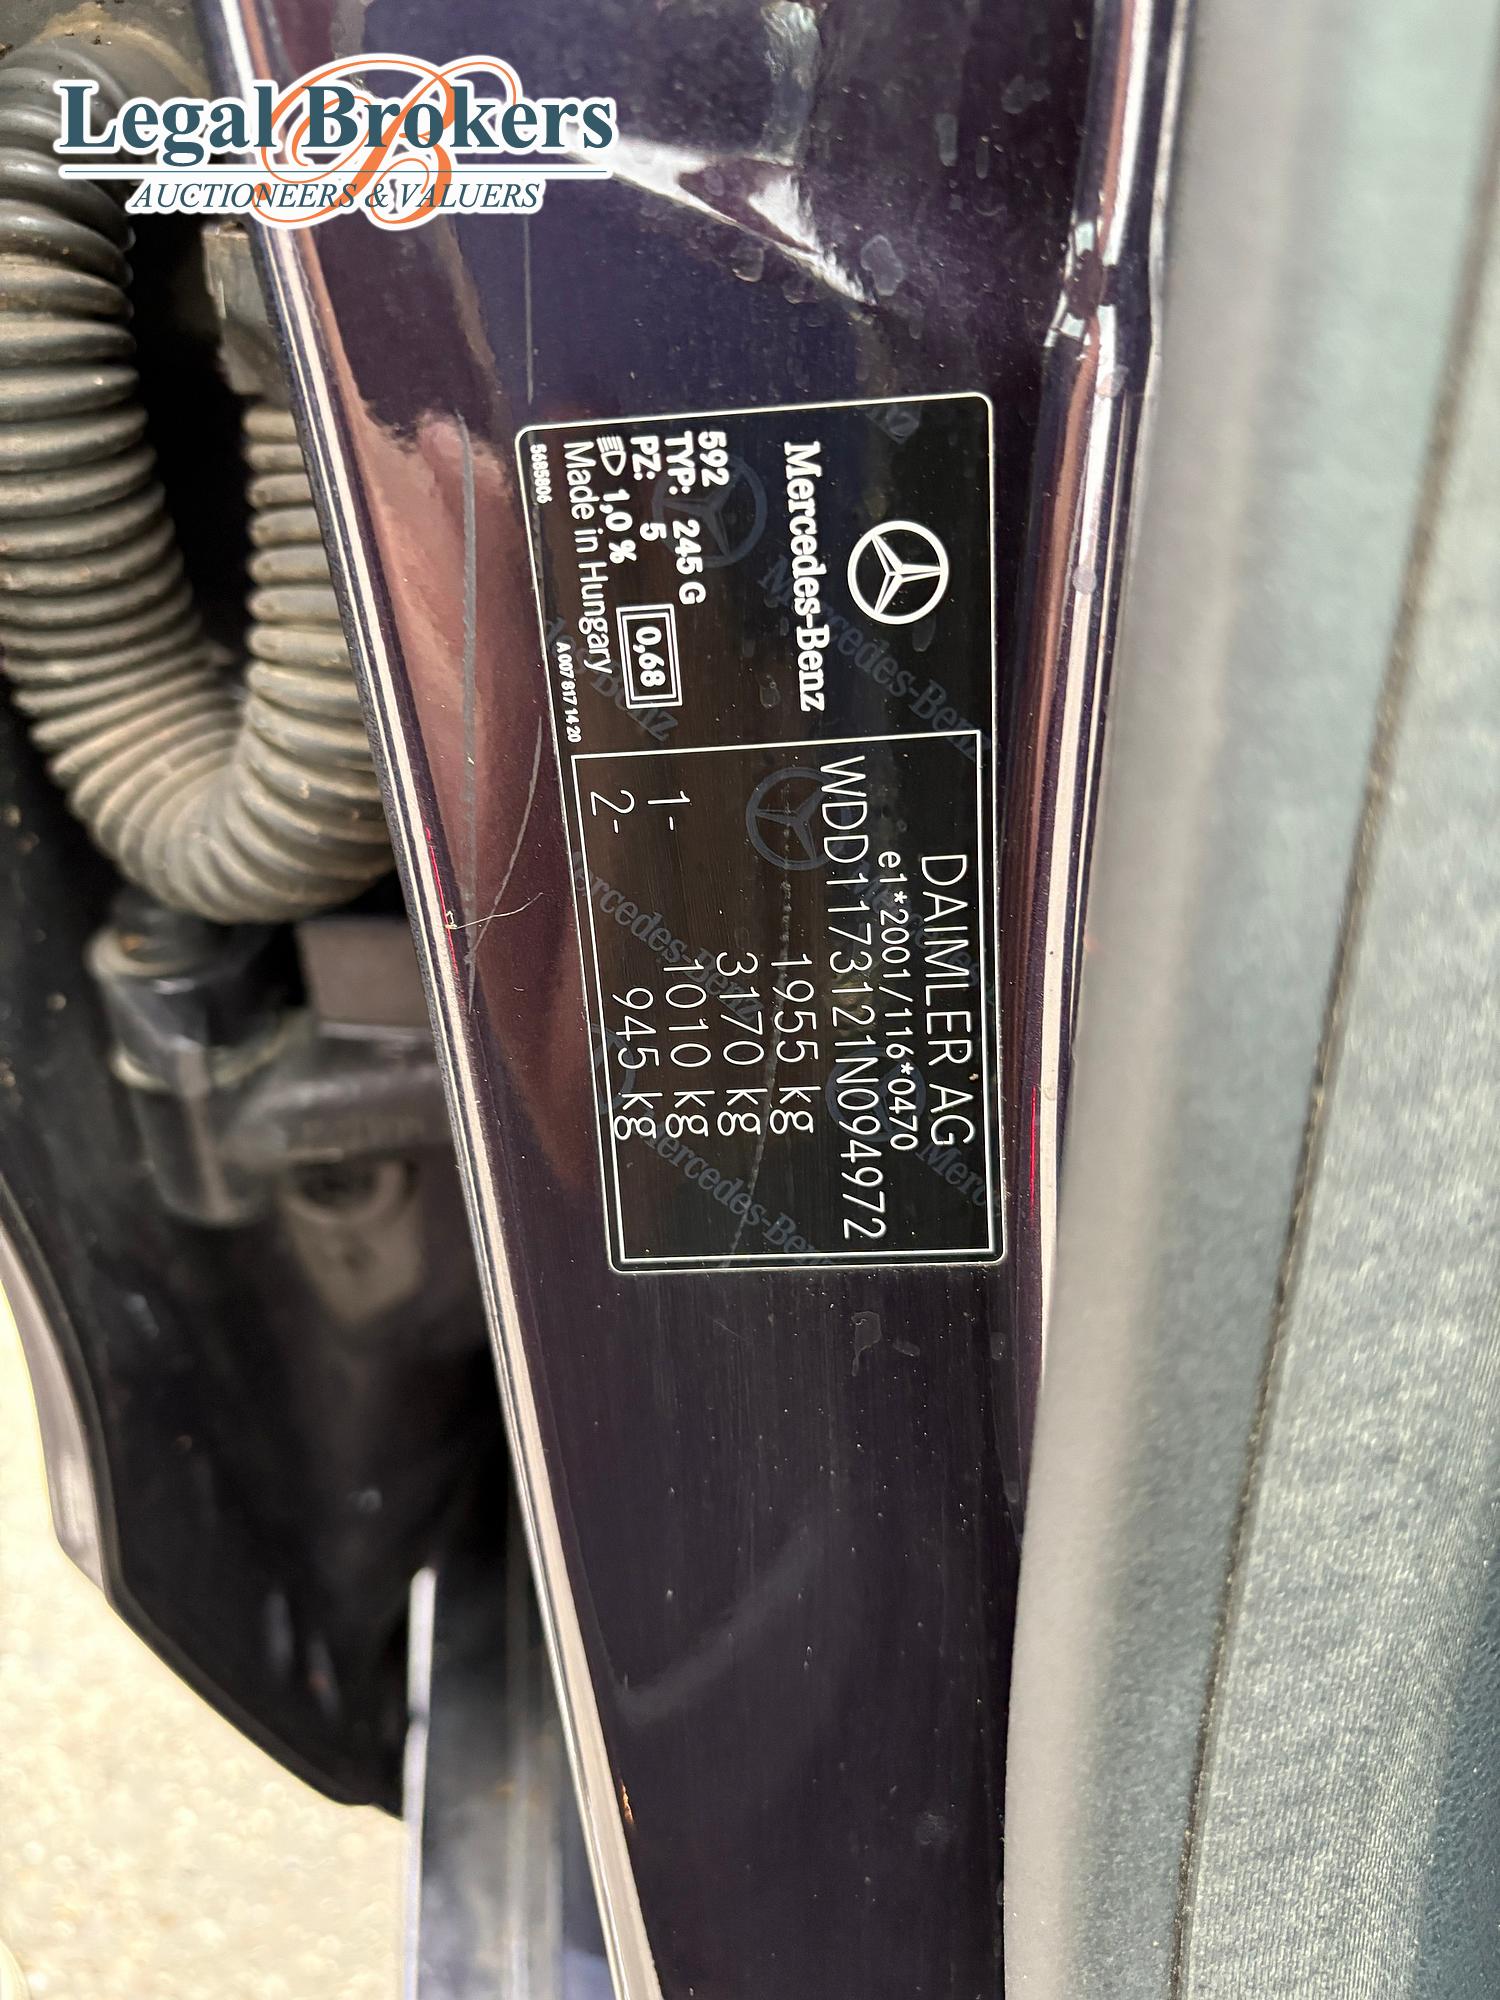 Legal Brokers
AUCTIONEERS & VALUERS
Mercedes-Benz
592
TYP: 245 G
PZ: 5
1,0 %
0,68
Made in Hungary
5685806
A 007 817 14 20
DAIMLER AG
e1*2001/116*0470
WDD1173121N094972
1955 kg
3170 kg
1- 1010 kg
2- 945 kg